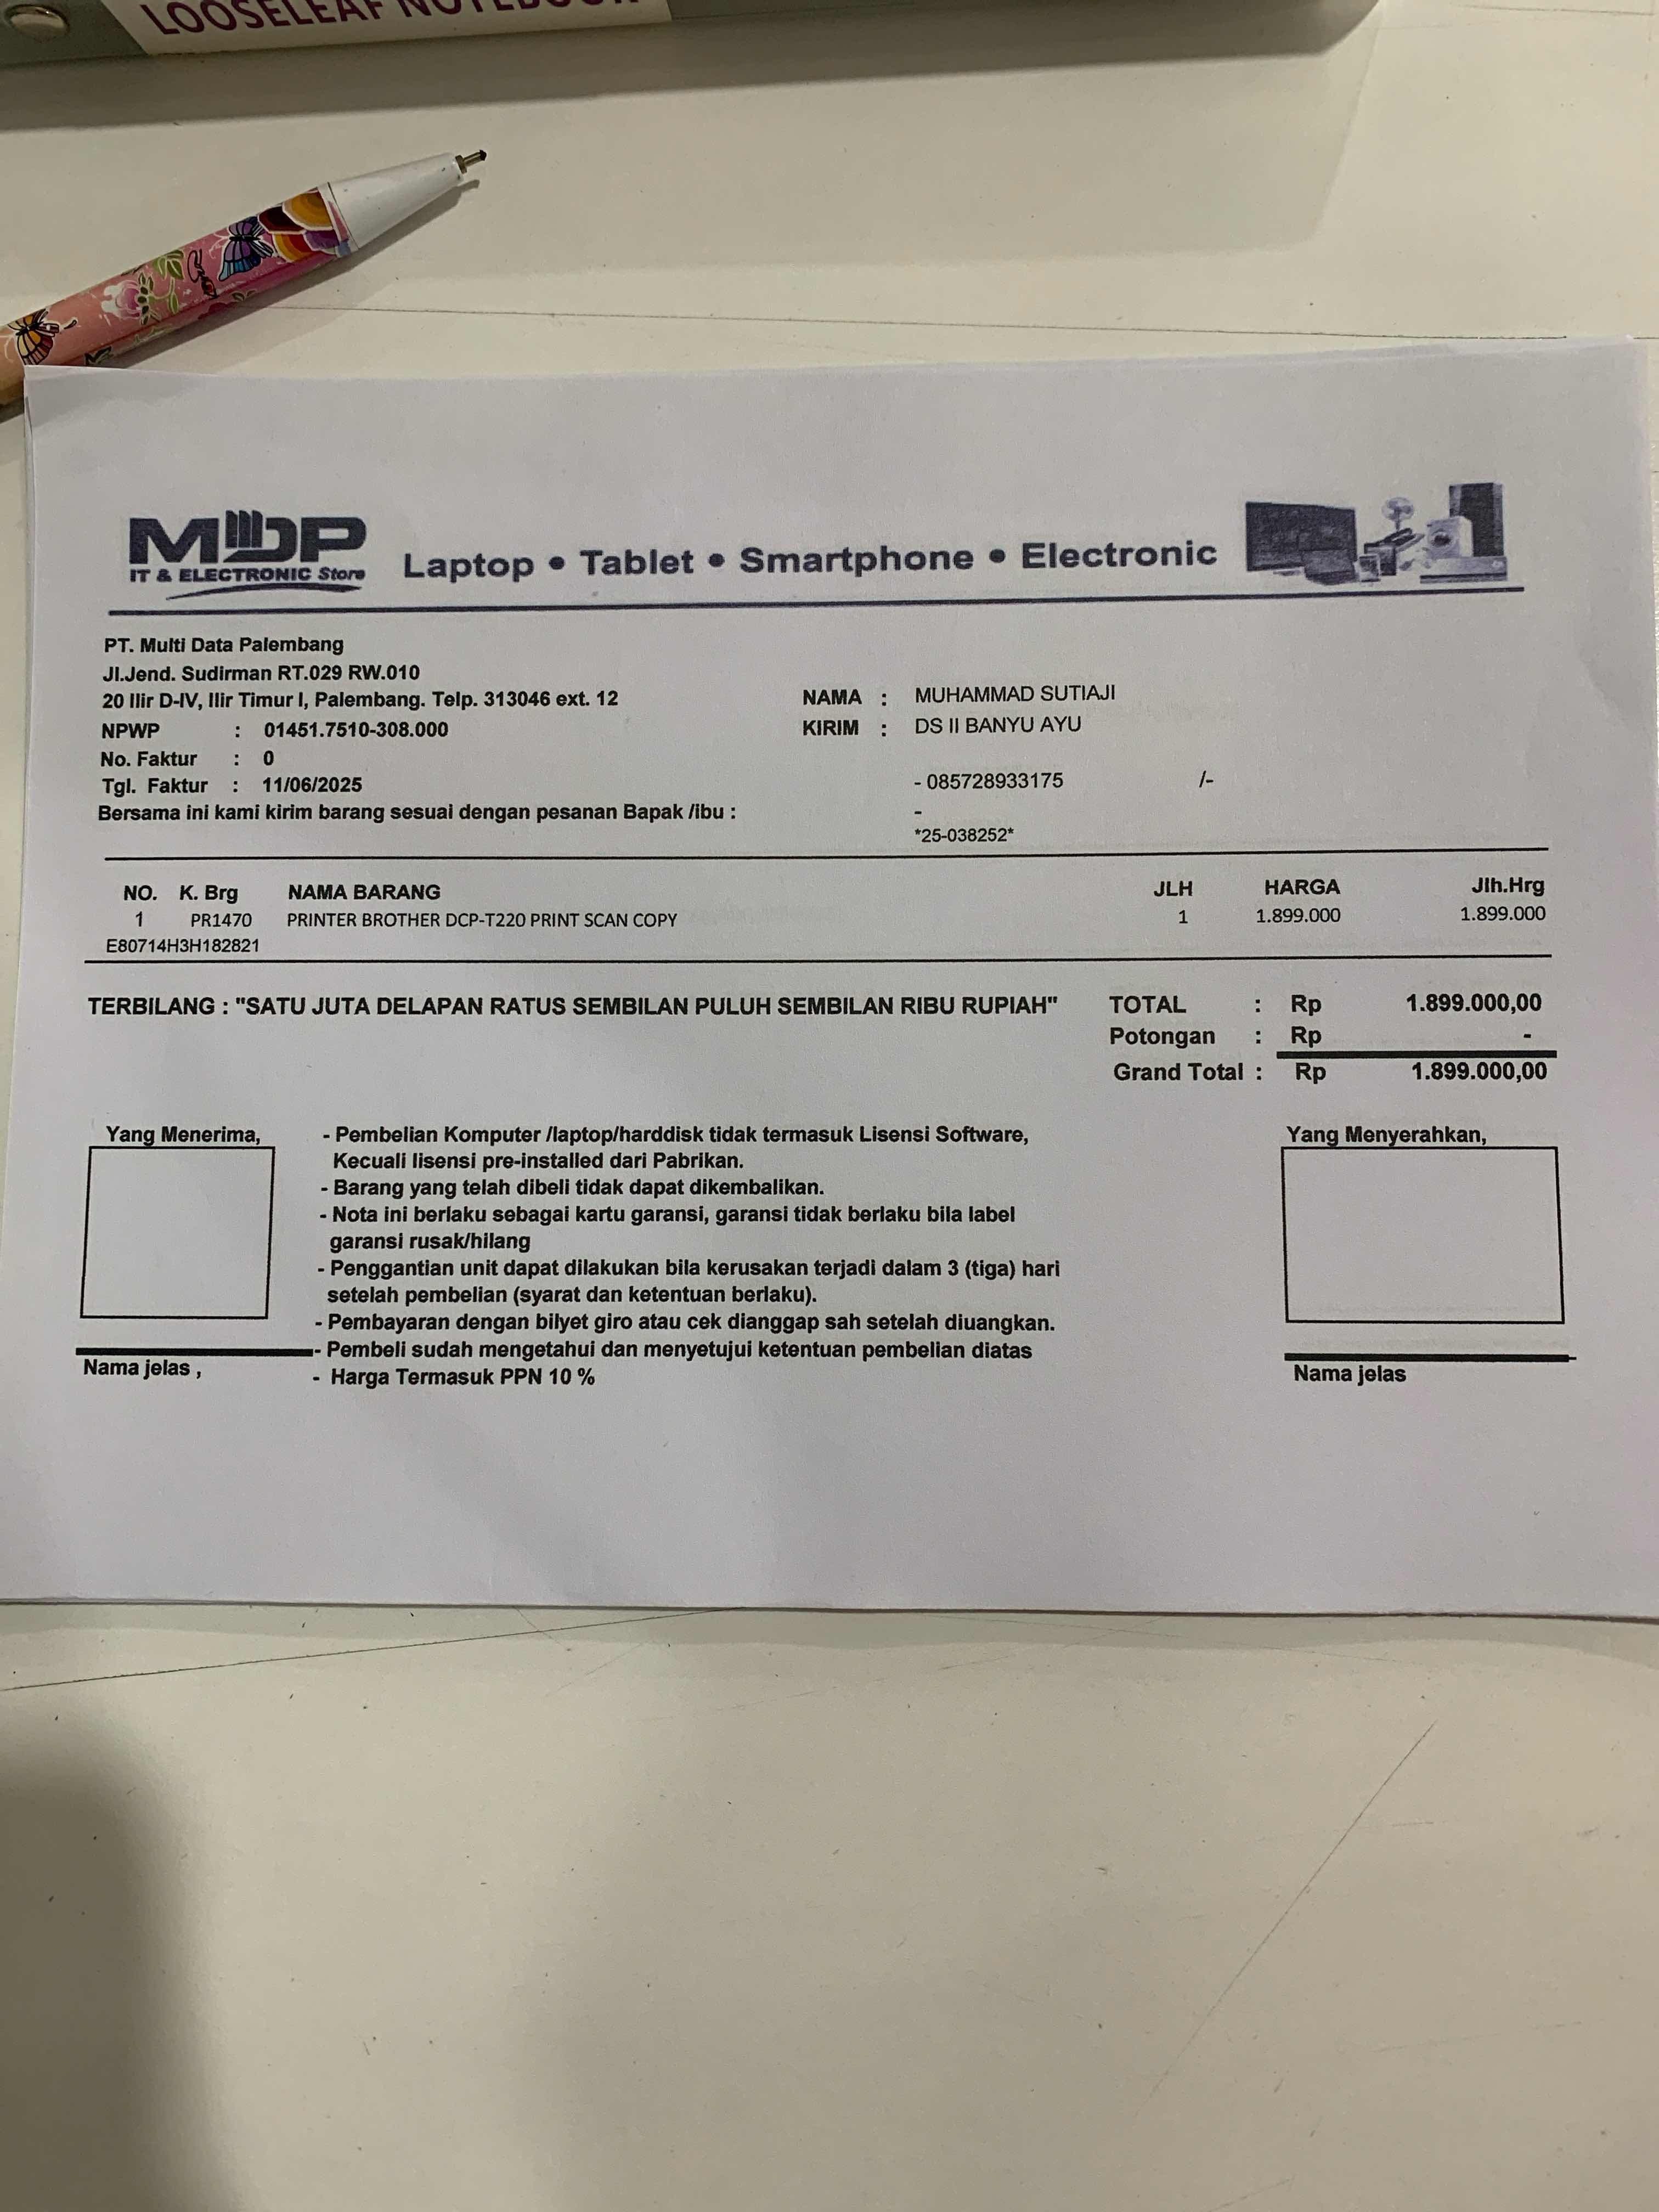 LOOSELEAF NOTEBOOK
MDP
IT & ELECTRONIC Store
Laptop • Tablet • Smartphone • Electronic
PT. Multi Data Palembang
Jl.Jend. Sudirman RT.029 RW.010
20 Ilir D-IV, Ilir Timur I, Palembang. Telp. 313046 ext. 12
NPWP : 01451.7510-308.000
No. Faktur : 0
Tgl. Faktur : 11/06/2025
Bersama ini kami kirim barang sesuai dengan pesanan Bapak /ibu :
NAMA : MUHAMMAD SUTIAJI
KIRIM : DS II BANYU AYU
- 085728933175 /-
-
*25-038252*
NO. K. Brg NAMA BARANG JLH HARGA Jlh.Hrg
1 PR1470 PRINTER BROTHER DCP-T220 PRINT SCAN COPY 1 1.899.000 1.899.000
E80714H3H182821
TERBILANG : "SATU JUTA DELAPAN RATUS SEMBILAN PULUH SEMBILAN RIBU RUPIAH"
TOTAL : Rp 1.899.000,00
Potongan : Rp -
Grand Total : Rp 1.899.000,00
Yang Menerima,
Nama jelas ,
- Pembelian Komputer /laptop/harddisk tidak termasuk Lisensi Software,
Kecuali lisensi pre-installed dari Pabrikan.
- Barang yang telah dibeli tidak dapat dikembalikan.
- Nota ini berlaku sebagai kartu garansi, garansi tidak berlaku bila label
garansi rusak/hilang
- Penggantian unit dapat dilakukan bila kerusakan terjadi dalam 3 (tiga) hari
setelah pembelian (syarat dan ketentuan berlaku).
- Pembayaran dengan bilyet giro atau cek dianggap sah setelah diuangkan.
- Pembeli sudah mengetahui dan menyetujui ketentuan pembelian diatas
- Harga Termasuk PPN 10 %
Yang Menyerahkan,
Nama jelas